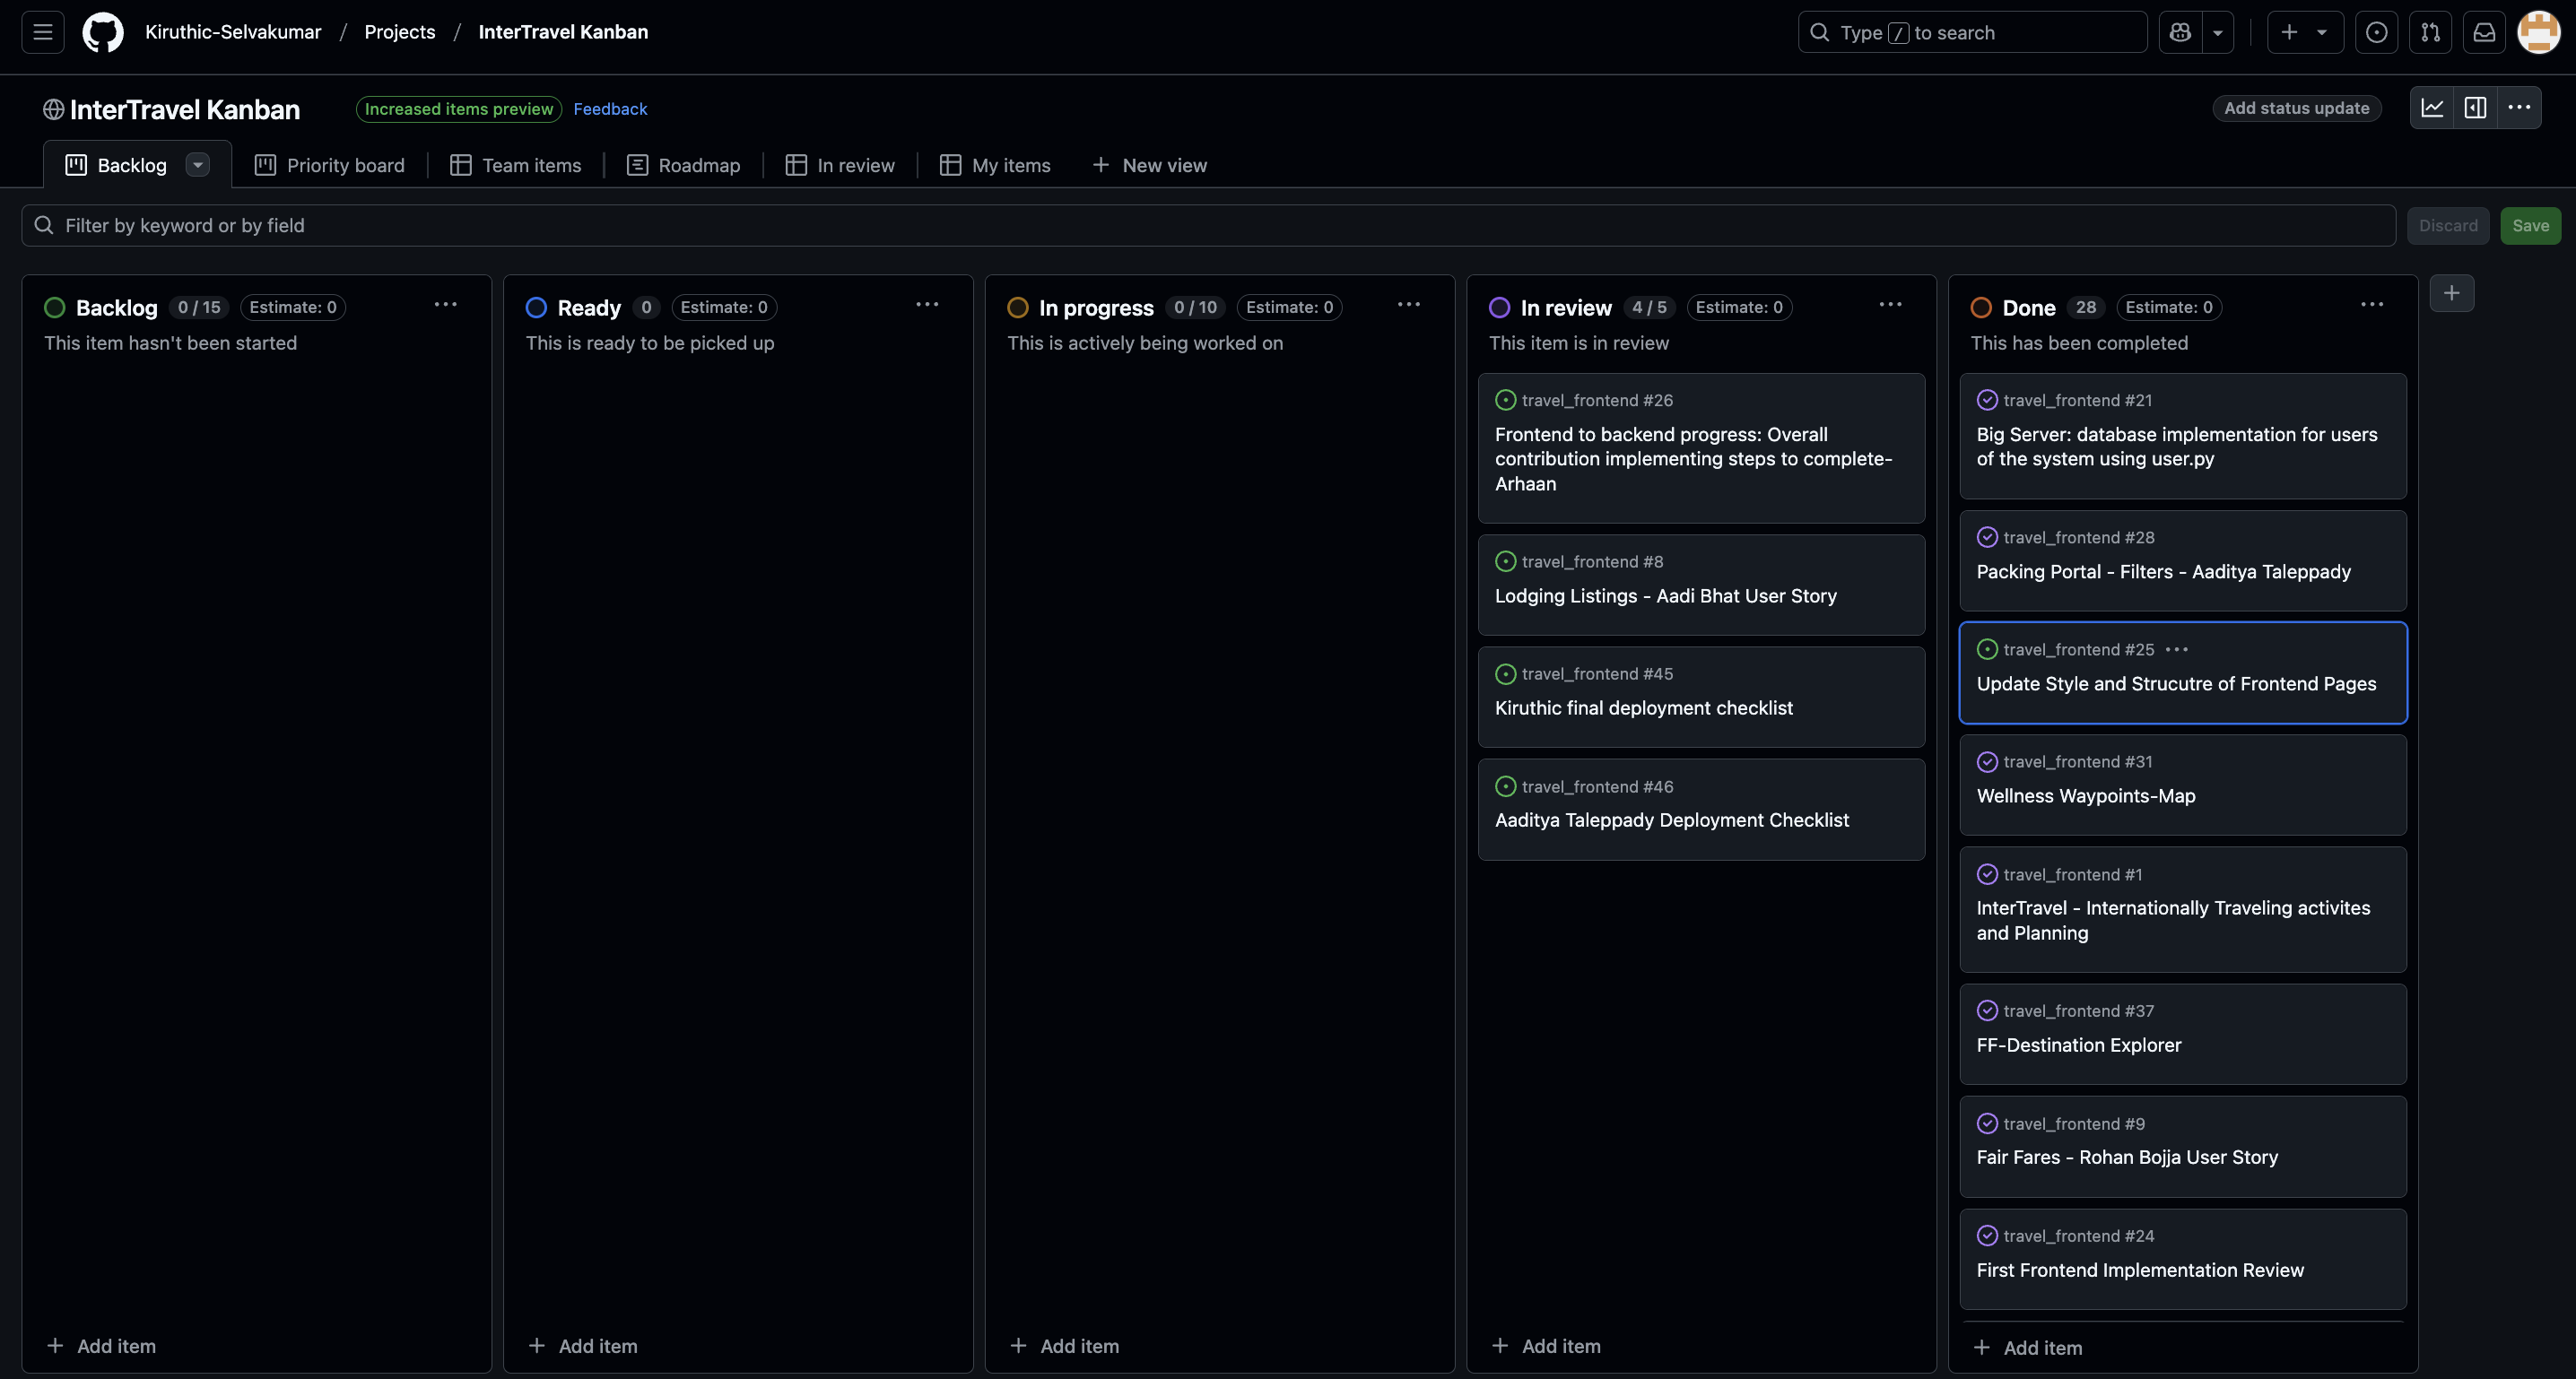 Kiruthic-Selvakumar / Projects / InterTravel Kanban
Type / to search
InterTravel Kanban
Increased items preview
Feedback
Add status update
Backlog
Priority board
Team items
Roadmap
In review
My items
New view
Filter by keyword or by field
Discard
Save
Backlog 0 / 15 Estimate: 0
This item hasn't been started
Add item
Ready 0 Estimate: 0
This is ready to be picked up
Add item
In progress 0 / 10 Estimate: 0
This is actively being worked on
Add item
In review 4 / 5 Estimate: 0
This item is in review
travel_frontend #26
Frontend to backend progress: Overall
contribution implementing steps to complete-
Arhaan
travel_frontend #8
Lodging Listings - Aadi Bhat User Story
travel_frontend #45
Kiruthic final deployment checklist
travel_frontend #46
Aaditya Taleppady Deployment Checklist
Add item
Done 28 Estimate: 0
This has been completed
travel_frontend #21
Big Server: database implementation for users
of the system using user.py
travel_frontend #28
Packing Portal - Filters - Aaditya Taleppady
travel_frontend #25
Update Style and Strucutre of Frontend Pages
travel_frontend #31
Wellness Waypoints-Map
travel_frontend #1
InterTravel - Internationally Traveling activites
and Planning
travel_frontend #37
FF-Destination Explorer
travel_frontend #9
Fair Fares - Rohan Bojja User Story
travel_frontend #24
First Frontend Implementation Review
Add item